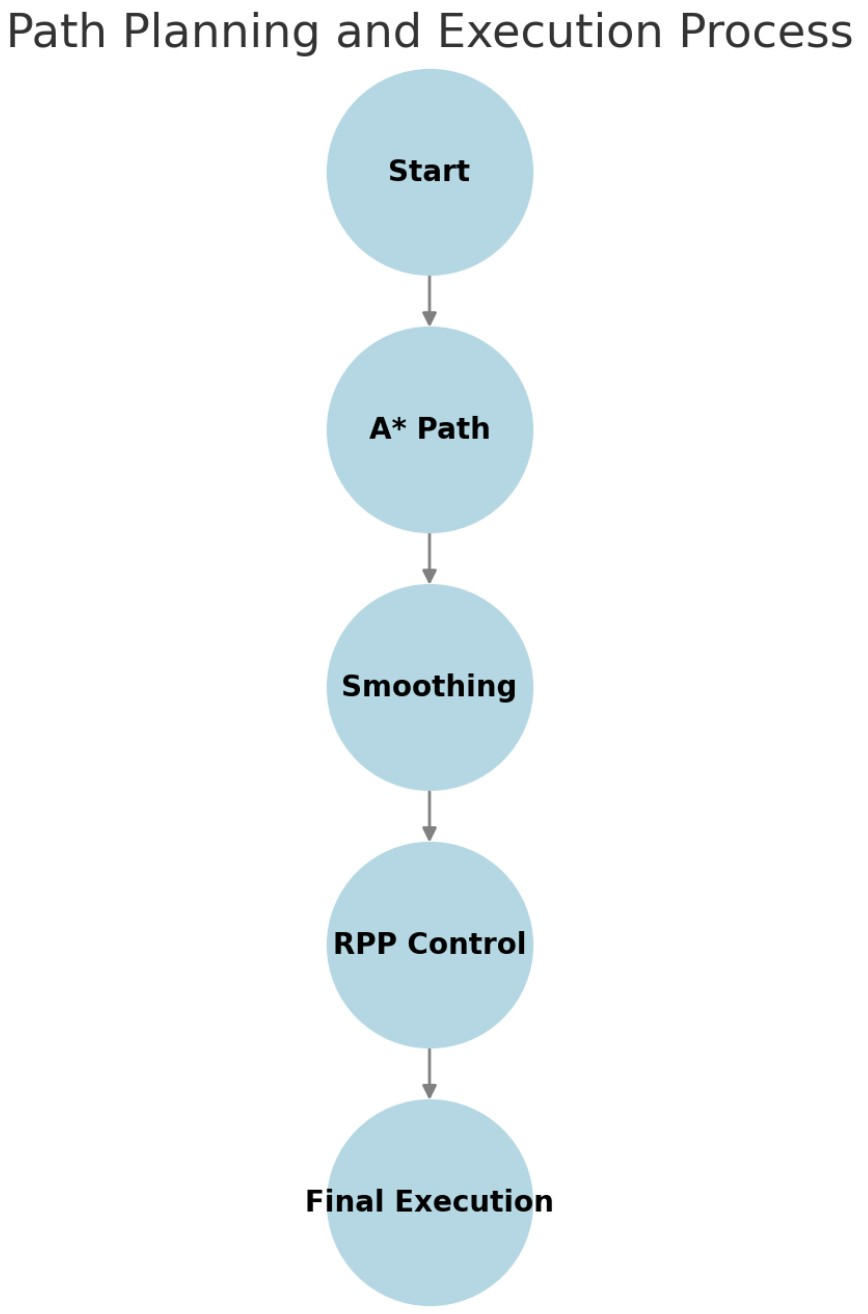 Path Planning and Execution Process
Start
A* Path
Smoothing
RPP Control
Final Execution